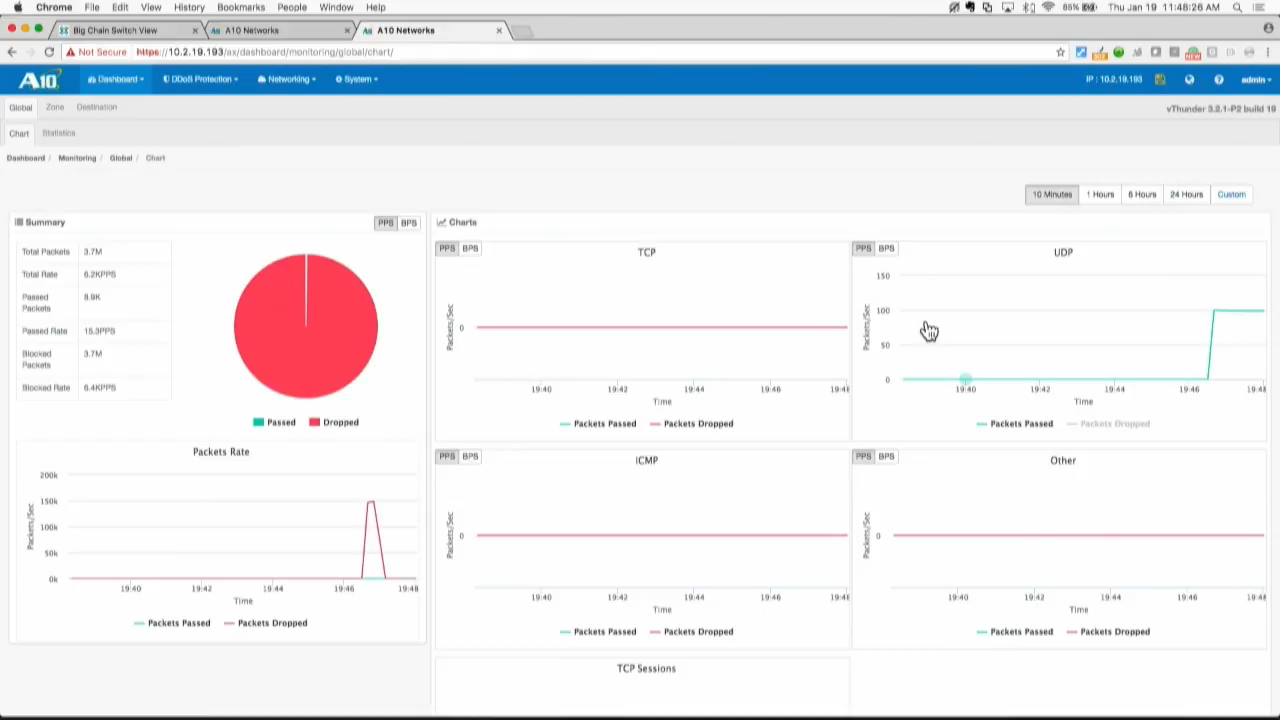 Chrome File Edit View History Bookmarks People Window Help 85% Thu Jan 19 11:48:26 AM
Big Chain Switch View × A10 Networks × A10 Networks ×
Not Secure https://10.2.19.193/ax/dashboard/monitoring/global/chart/
A10 Dashboard DDoS Protection Networking System IP : 10.2.19.193 admin
Global Zone Destination vThunder 3.2.1-P2 build 19
Chart Statistics
Dashboard / Monitoring / Global / Chart
10 Minutes 1 Hours 6 Hours 24 Hours Custom
Summary PPS BPS
Total Packets 3.7M
Total Rate 6.2KPPS
Passed Packets 8.9K
Passed Rate 15.3PPS
Blocked Packets 3.7M
Blocked Rate 6.4KPPS
Passed Dropped
Packets Rate
200k
150k
100k
50k
0k
Packets/Sec
19:40 19:42 19:44 19:46 19:48
Time
Packets Passed Packets Dropped
Charts
PPS BPS TCP
Packets/Sec
0
19:40 19:42 19:44 19:46 19:48
Time
Packets Passed Packets Dropped
PPS BPS UDP
150
100
50
0
Packets/Sec
19:40 19:42 19:44 19:46 19:48
Time
Packets Passed Packets Dropped
PPS BPS ICMP
Packets/Sec
0
19:40 19:42 19:44 19:46 19:48
Time
Packets Passed Packets Dropped
PPS BPS Other
Packets/Sec
0
19:40 19:42 19:44 19:46 19:48
Time
Packets Passed Packets Dropped
TCP Sessions